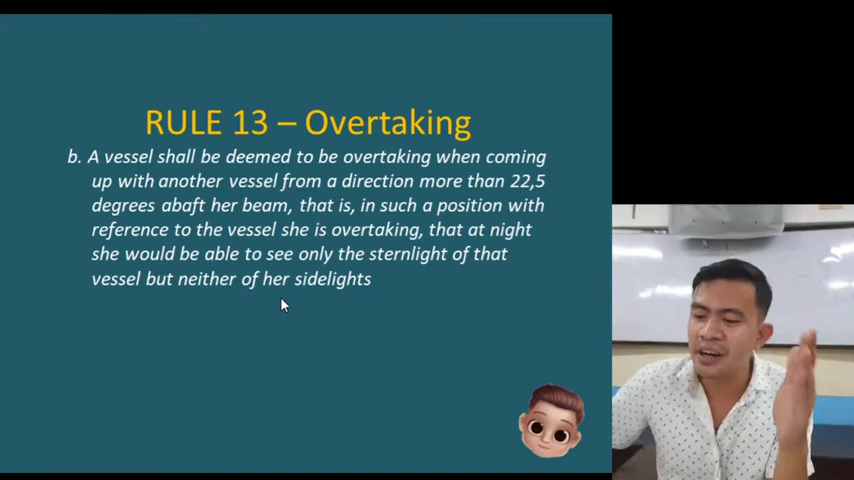 RULE 13 – Overtaking
b. A vessel shall be deemed to be overtaking when coming
up with another vessel from a direction more than 22,5
degrees abaft her beam, that is, in such a position with
reference to the vessel she is overtaking, that at night
she would be able to see only the sternlight of that
vessel but neither of her sidelights